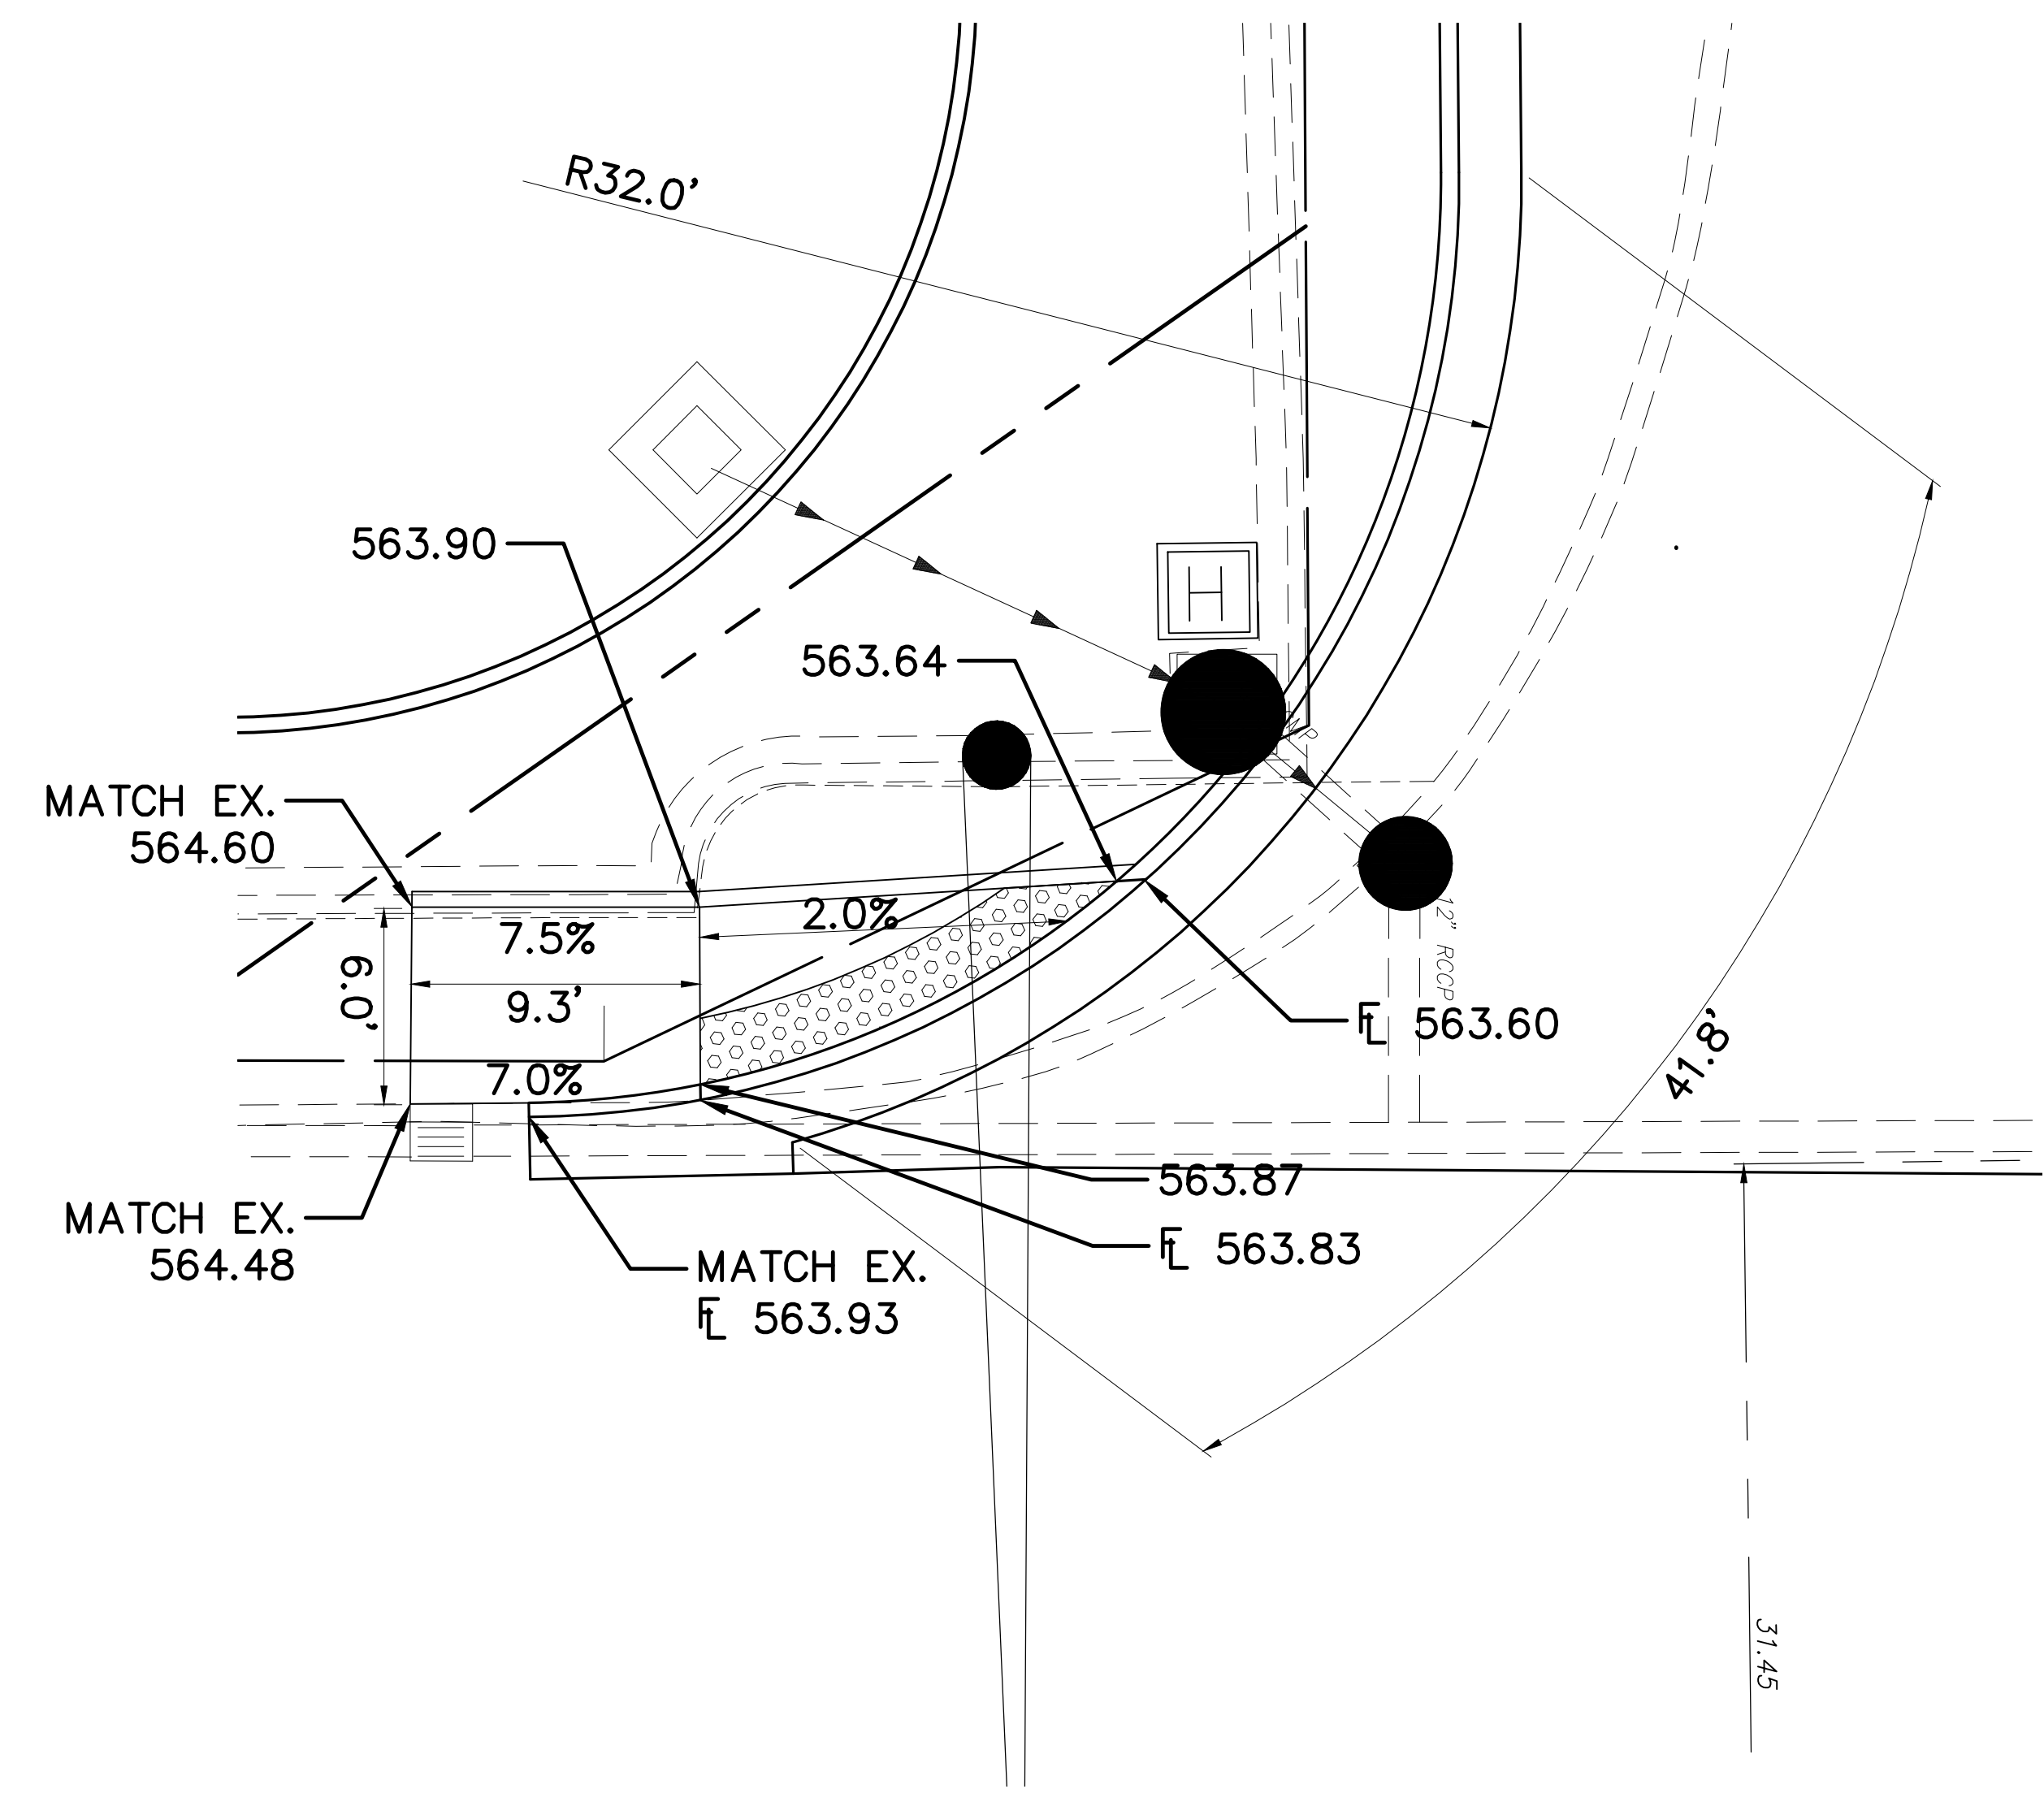 R32.0'
563.90
H
563.64
MATCH EX.
564.60
2.0%
7.5%
6.0'
9.3'
12" RCCP
FL 563.60
41.8'
7.0%
563.87
MATCH EX.
564.48
FL 563.83
MATCH EX.
FL 563.93
31.45